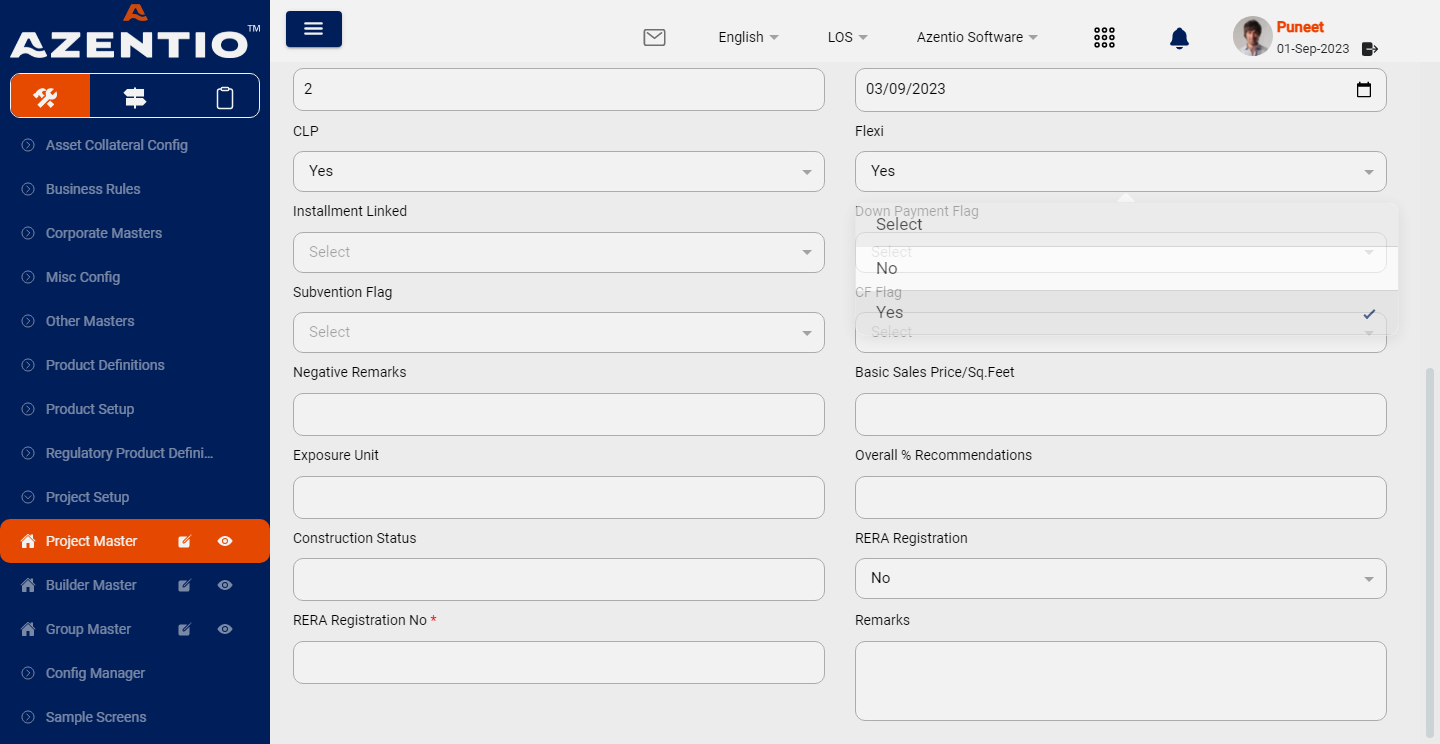 AZENTIO™
English
LOS
Azentio Software
Puneet
01-Sep-2023
Asset Collateral Config
Business Rules
Corporate Masters
Misc Config
Other Masters
Product Definitions
Product Setup
Regulatory Product Defini...
Project Setup
Project Master
Builder Master
Group Master
Config Manager
Sample Screens
2
03/09/2023
CLP
Flexi
Yes
Yes
Installment Linked
Down Payment Flag
Select
Select
Select
No
Subvention Flag
CF Flag
Yes
Select
Select
Negative Remarks
Basic Sales Price/Sq.Feet
Exposure Unit
Overall % Recommendations
Construction Status
RERA Registration
No
RERA Registration No *
Remarks